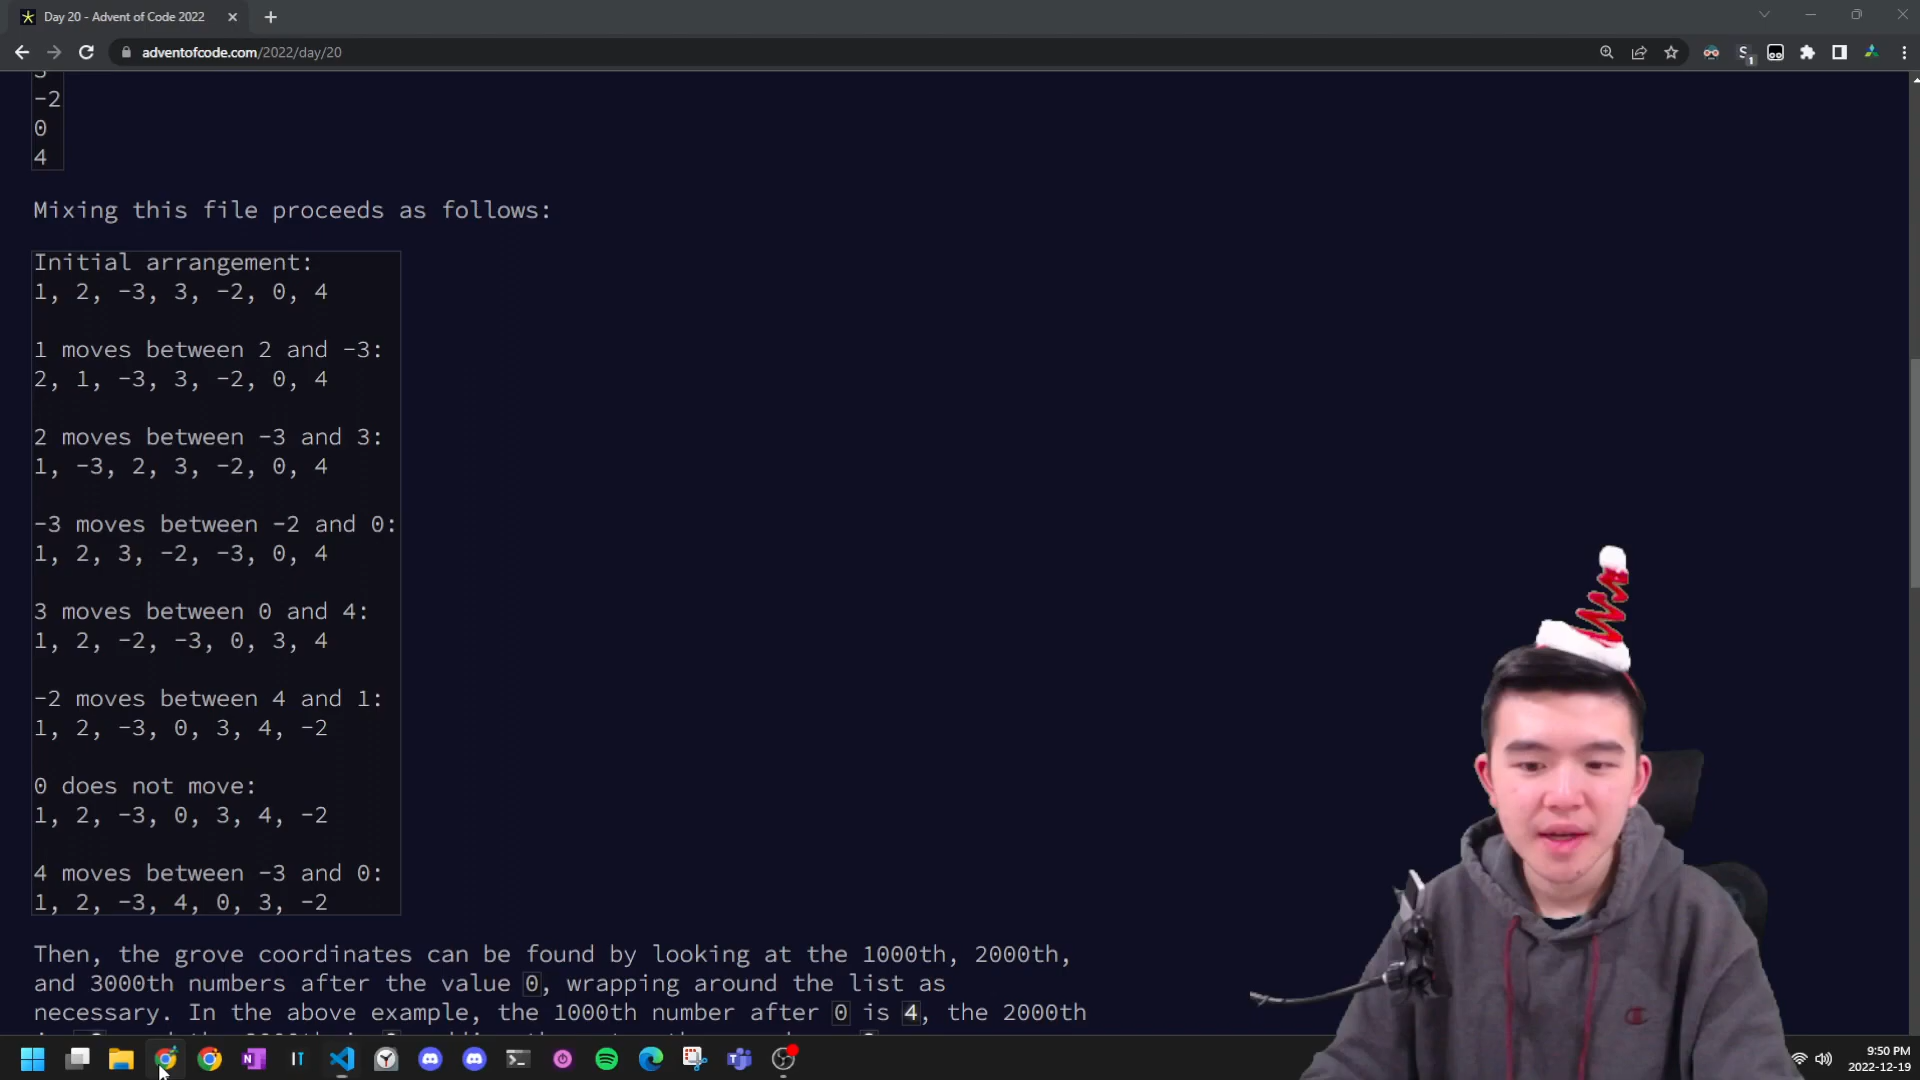 Day 20 - Advent of Code 2022
adventofcode.com/2022/day/20
-2
0
4
Mixing this file proceeds as follows:
Initial arrangement:
1, 2, -3, 3, -2, 0, 4
1 moves between 2 and -3:
2, 1, -3, 3, -2, 0, 4
2 moves between -3 and 3:
1, -3, 2, 3, -2, 0, 4
-3 moves between -2 and 0:
1, 2, 3, -2, -3, 0, 4
3 moves between 0 and 4:
1, 2, -2, -3, 0, 3, 4
-2 moves between 4 and 1:
1, 2, -3, 0, 3, 4, -2
0 does not move:
1, 2, -3, 0, 3, 4, -2
4 moves between -3 and 0:
1, 2, -3, 4, 0, 3, -2
Then, the grove coordinates can be found by looking at the 1000th, 2000th,
and 3000th numbers after the value 0, wrapping around the list as
necessary. In the above example, the 1000th number after 0 is 4, the 2000th
IT
9:50 PM
2022-12-19